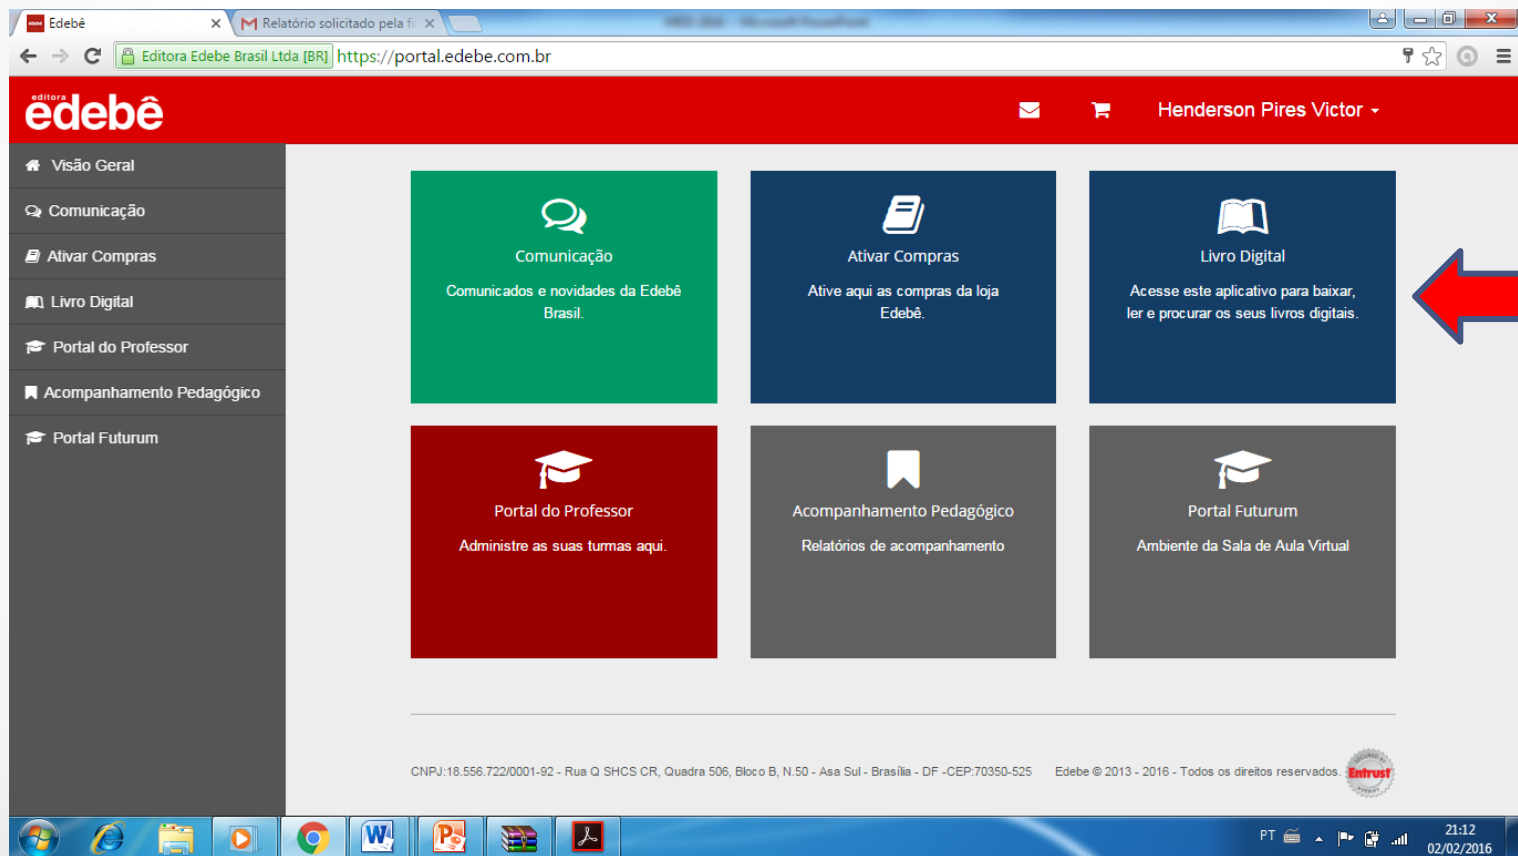 Edebê
Relatório solicitado pela fi
Editora Edebe Brasil Ltda [BR] https://portal.edebe.com.br
editora
edebê
Henderson Pires Victor
Visão Geral
Comunicação
Ativar Compras
Livro Digital
Portal do Professor
Acompanhamento Pedagógico
Portal Futurum
Comunicação
Comunicados e novidades da Edebê
Brasil.
Ativar Compras
Ative aqui as compras da loja
Edebê.
Livro Digital
Acesse este aplicativo para baixar,
ler e procurar os seus livros digitais.
Portal do Professor
Administre as suas turmas aqui.
Acompanhamento Pedagógico
Relatórios de acompanhamento
Portal Futurum
Ambiente da Sala de Aula Virtual
CNPJ:18.556.722/0001-92 - Rua Q SHCS CR, Quadra 506, Bloco B, N.50 - Asa Sul - Brasília - DF -CEP:70350-525
Edebe © 2013 - 2016 - Todos os direitos reservados.
Entrust
PT
21:12
02/02/2016